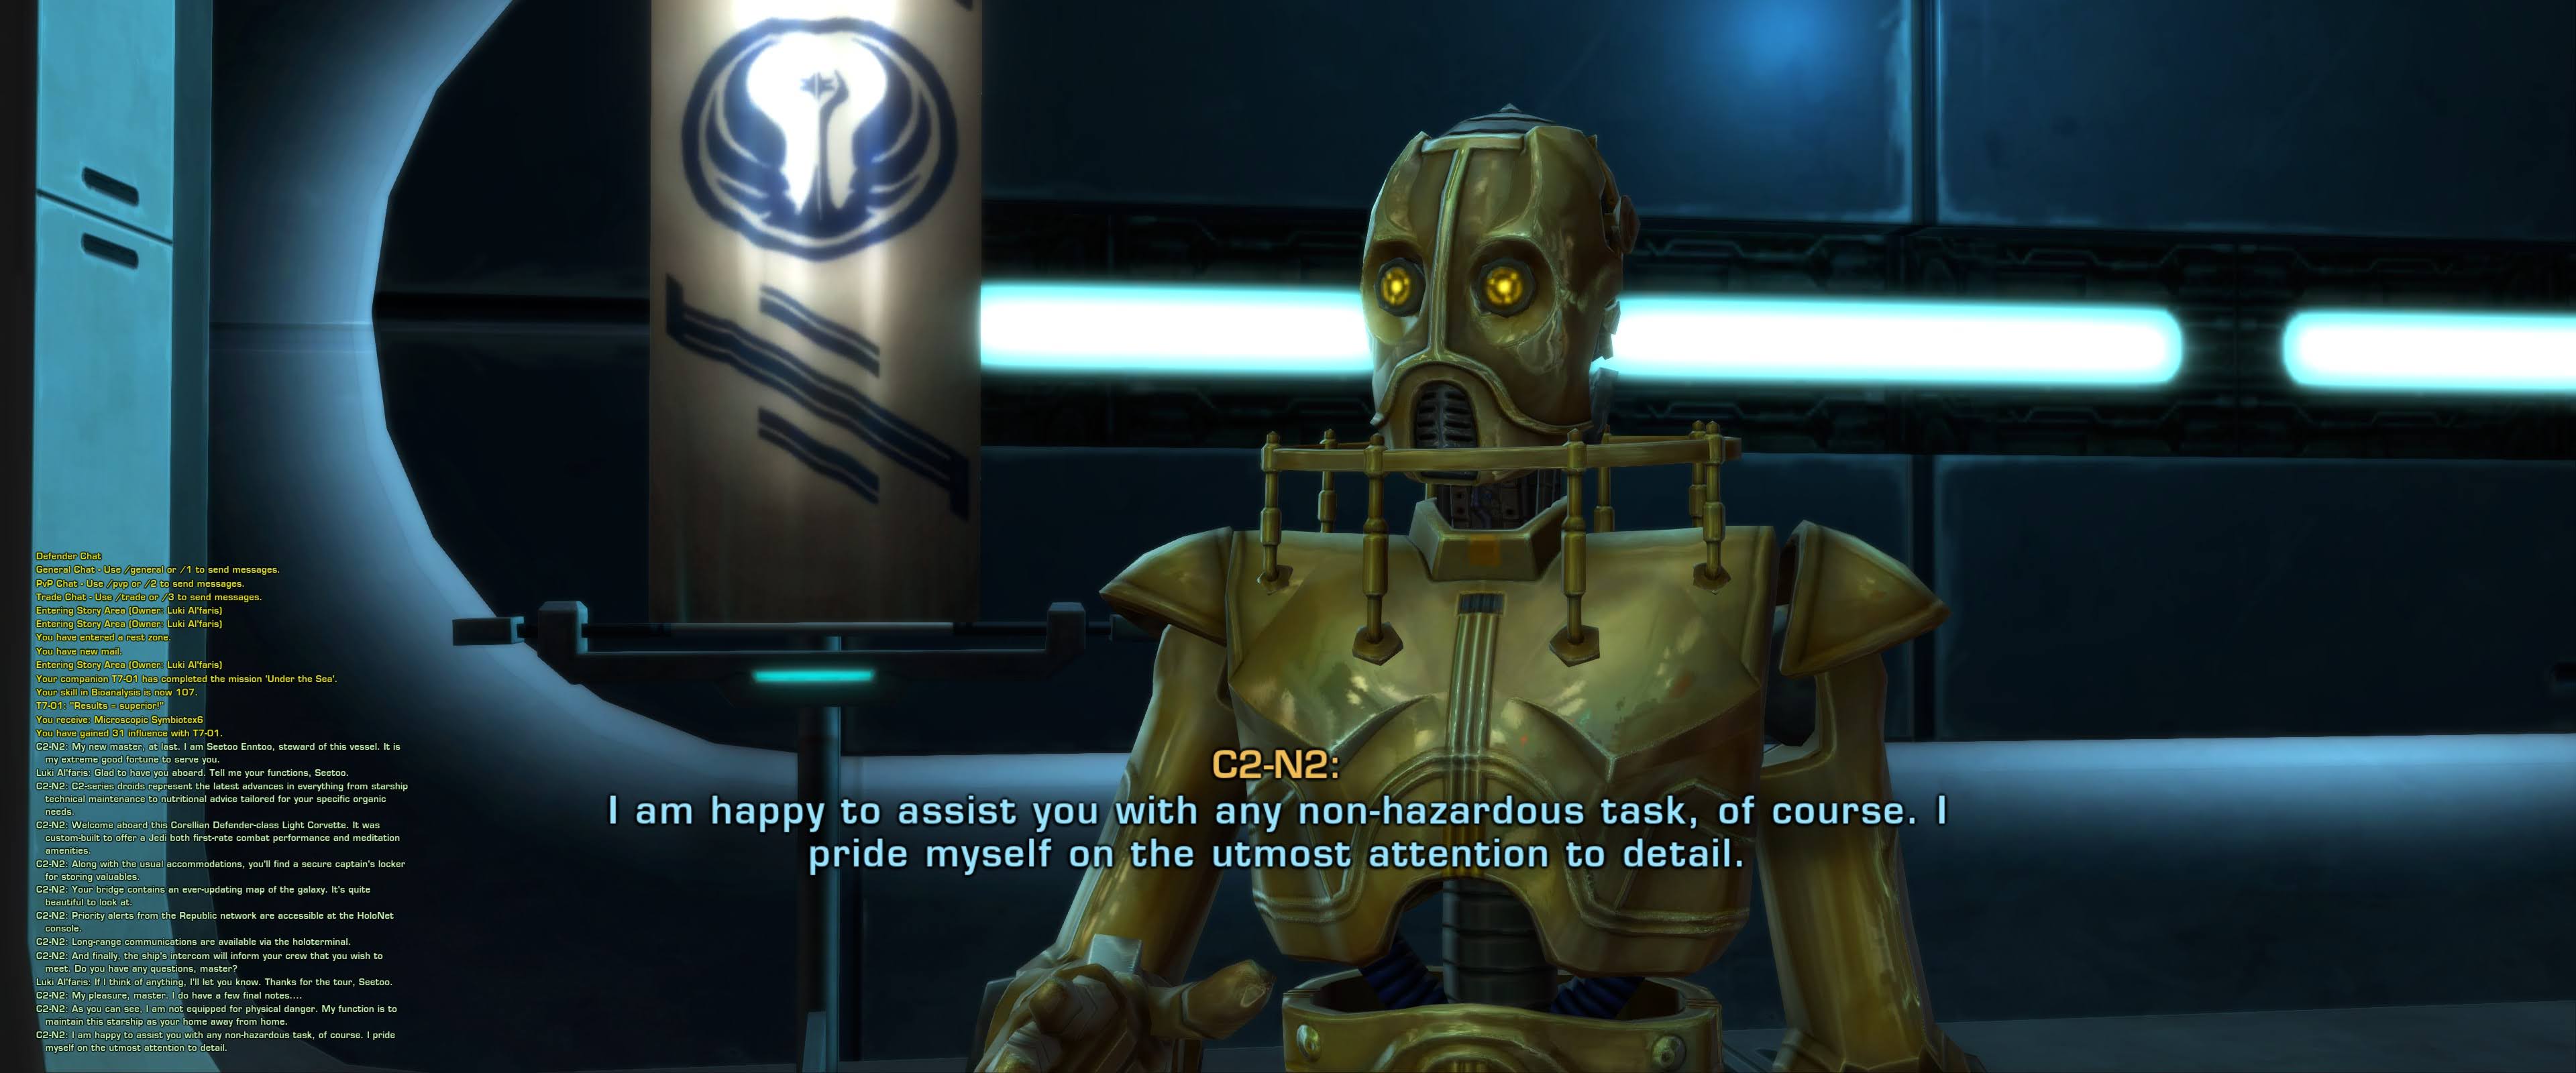 Defender Chat
General Chat - Use /general or /1 to send messages.
PvP Chat - Use /pvp or /2 to send messages.
Trade Chat - Use /trade or /3 to send messages.
Entering Story Area (Owner: Luki Al'faris)
Entering Story Area (Owner: Luki Al'faris)
You have entered a rest zone.
You have new mail.
Entering Story Area (Owner: Luki Al'faris)
Your companion T7-01 has completed the mission 'Under the Sea'.
Your skill in Bioanalysis is now 107.
T7-01: "Results = superior!"
You receive: Microscopic Symbiotex6
You have gained 31 influence with T7-01.
C2-N2: My new master, at last. I am Seetoo Enntoo, steward of this vessel. It is
my extreme good fortune to serve you.
Luki Al'faris: Glad to have you aboard. Tell me your functions, Seetoo.
C2-N2: C2-series droids represent the latest advances in everything from starship
technical maintenance to nutritional advice tailored for your specific organic
needs.
C2-N2: Welcome aboard this Corellian Defender-class Light Corvette. It was
custom-built to offer a Jedi both first-rate combat performance and meditation
amenities.
C2-N2: Along with the usual accommodations, you'll find a secure captain's locker
for storing valuables.
C2-N2: Your bridge contains an ever-updating map of the galaxy. It's quite
beautiful to look at.
C2-N2: Priority alerts from the Republic network are accessible at the HoloNet
console.
C2-N2: Long-range communications are available via the holoterminal.
C2-N2: And finally, the ship's intercom will inform your crew that you wish to
meet. Do you have any questions, master?
Luki Al'faris: If I think of anything, I'll let you know. Thanks for the tour, Seetoo.
C2-N2: My pleasure, master. I do have a few final notes....
C2-N2: As you can see, I am not equipped for physical danger. My function is to
maintain this starship as your home away from home.
C2-N2: I am happy to assist you with any non-hazardous task, of course. I pride
myself on the utmost attention to detail.
C2-N2:
I am happy to assist you with any non-hazardous task, of course. I
pride myself on the utmost attention to detail.